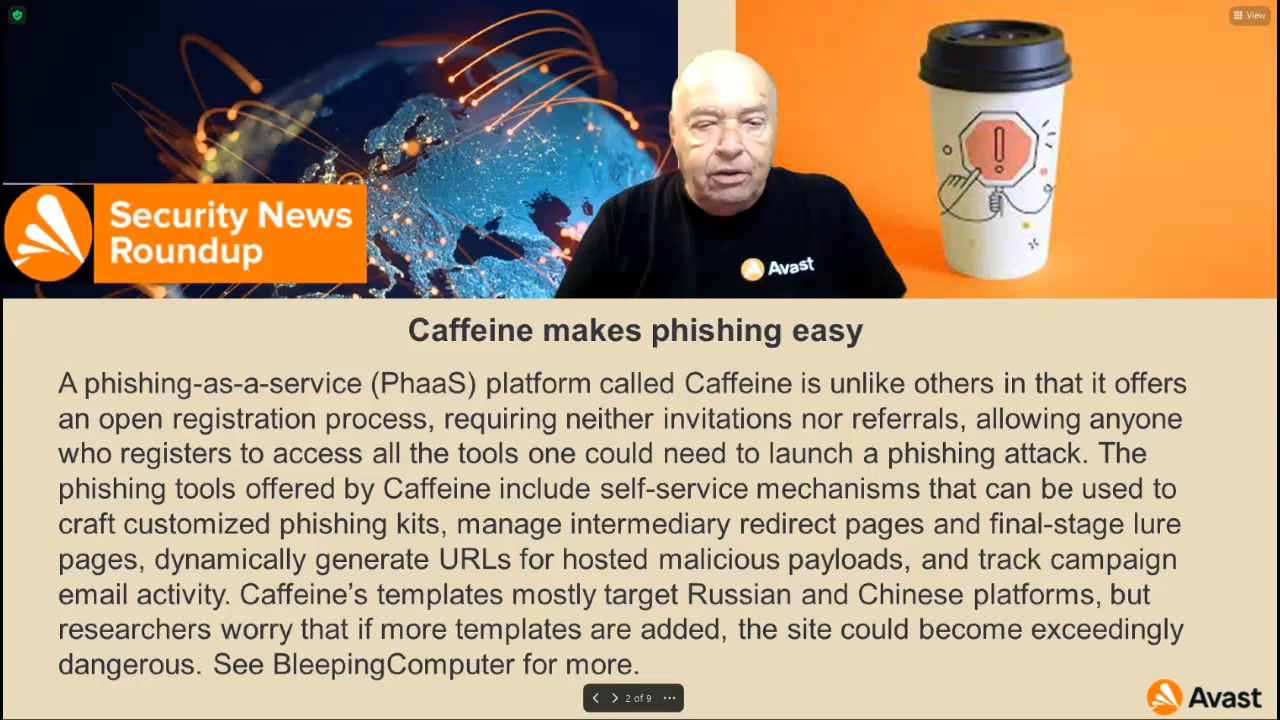 View
Security News
Roundup
Avast
Caffeine makes phishing easy
A phishing-as-a-service (PhaaS) platform called Caffeine is unlike others in that it offers
an open registration process, requiring neither invitations nor referrals, allowing anyone
who registers to access all the tools one could need to launch a phishing attack. The
phishing tools offered by Caffeine include self-service mechanisms that can be used to
craft customized phishing kits, manage intermediary redirect pages and final-stage lure
pages, dynamically generate URLs for hosted malicious payloads, and track campaign
email activity. Caffeine’s templates mostly target Russian and Chinese platforms, but
researchers worry that if more templates are added, the site could become exceedingly
dangerous. See BleepingComputer for more.
2 of 9
Avast